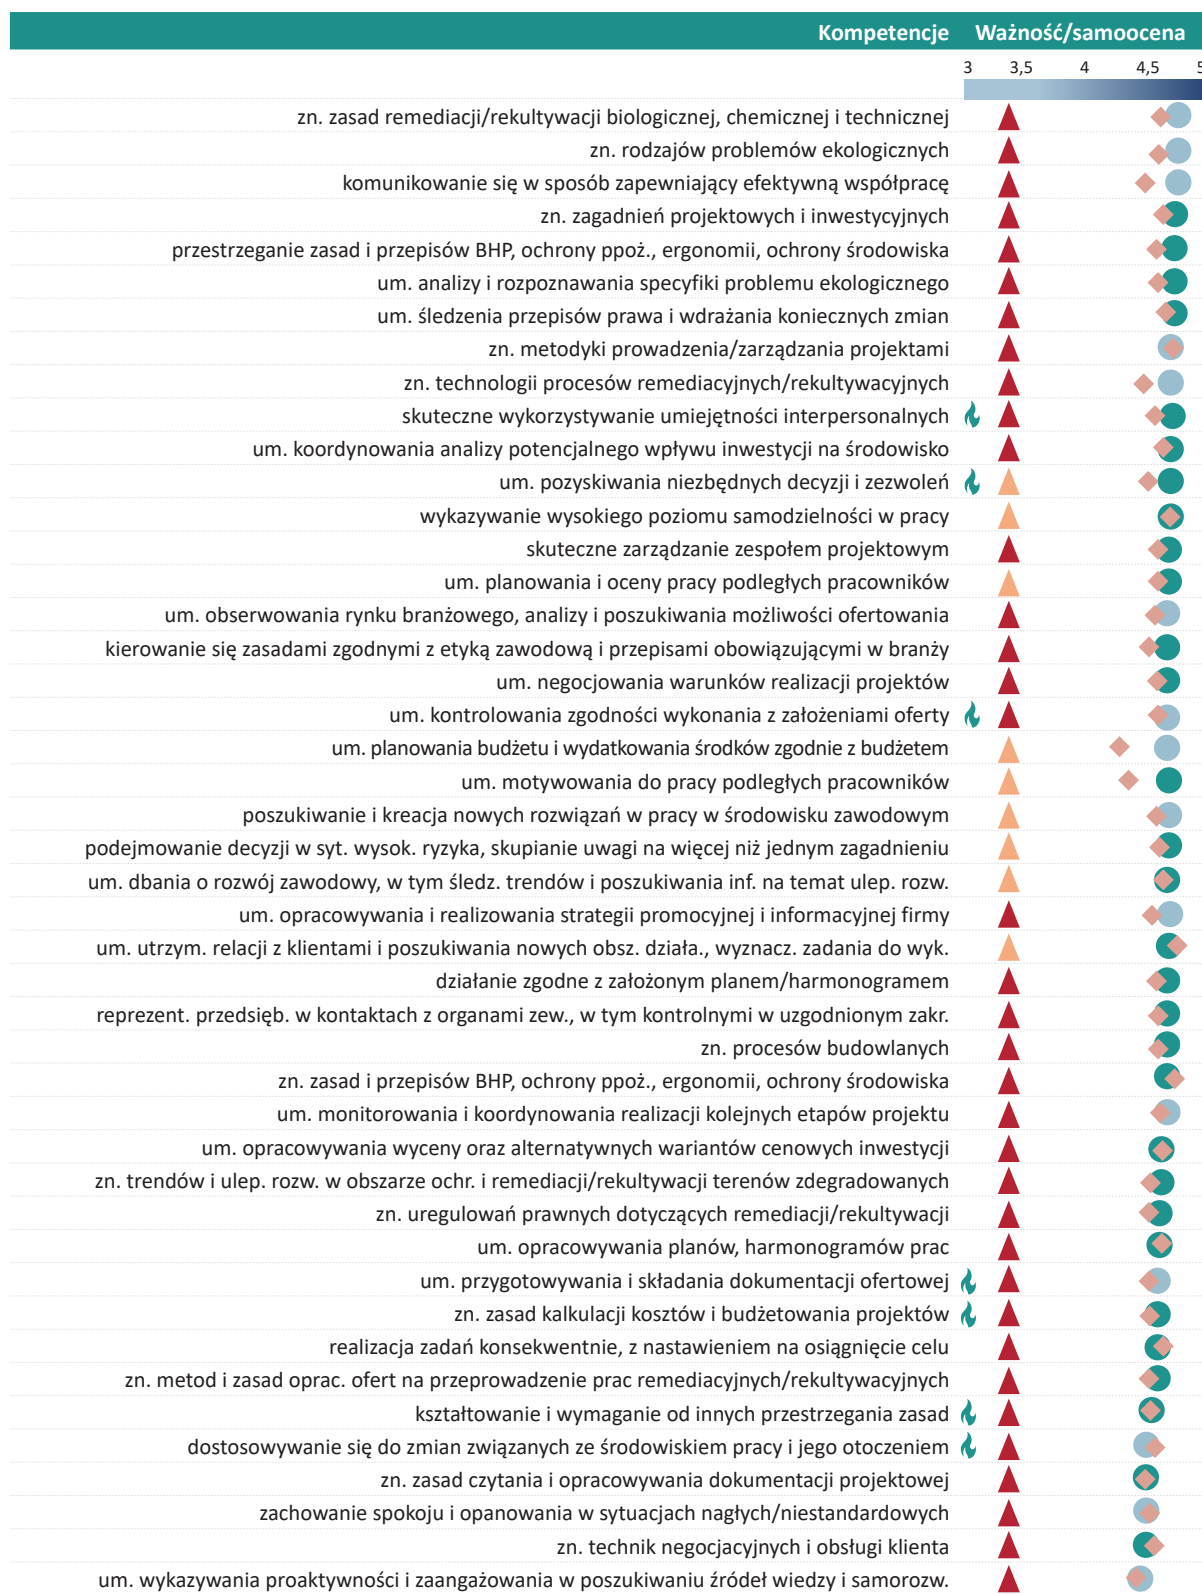 Kompetencje Ważność/samoocena
3 3,5 4 4,5 5
zn. zasad remediacji/rekultywacji biologicznej, chemicznej i technicznej
zn. rodzajów problemów ekologicznych
komunikowanie się w sposób zapewniający efektywną współpracę
zn. zagadnień projektowych i inwestycyjnych
przestrzeganie zasad i przepisów BHP, ochrony ppoż., ergonomii, ochrony środowiska
um. analizy i rozpoznawania specyfiki problemu ekologicznego
um. śledzenia przepisów prawa i wdrażania koniecznych zmian
zn. metodyki prowadzenia/zarządzania projektami
zn. technologii procesów remediacyjnych/rekultywacyjnych
skuteczne wykorzystywanie umiejętności interpersonalnych
um. koordynowania analizy potencjalnego wpływu inwestycji na środowisko
um. pozyskiwania niezbędnych decyzji i zezwoleń
wykazywanie wysokiego poziomu samodzielności w pracy
skuteczne zarządzanie zespołem projektowym
um. planowania i oceny pracy podległych pracowników
um. obserwowania rynku branżowego, analizy i poszukiwania możliwości ofertowania
kierowanie się zasadami zgodnymi z etyką zawodową i przepisami obowiązującymi w branży
um. negocjowania warunków realizacji projektów
um. kontrolowania zgodności wykonania z założeniami oferty
um. planowania budżetu i wydatkowania środków zgodnie z budżetem
um. motywowania do pracy podległych pracowników
poszukiwanie i kreacja nowych rozwiązań w pracy w środowisku zawodowym
podejmowanie decyzji w syt. wysok. ryzyka, skupianie uwagi na więcej niż jednym zagadnieniu
um. dbania o rozwój zawodowy, w tym śledz. trendów i poszukiwania inf. na temat ulep. rozw.
um. opracowywania i realizowania strategii promocyjnej i informacyjnej firmy
um. utrzym. relacji z klientami i poszukiwania nowych obsz. działa., wyznacz. zadania do wyk.
działanie zgodne z założonym planem/harmonogramem
reprezent. przedsięb. w kontaktach z organami zew., w tym kontrolnymi w uzgodnionym zakr.
zn. procesów budowlanych
zn. zasad i przepisów BHP, ochrony ppoż., ergonomii, ochrony środowiska
um. monitorowania i koordynowania realizacji kolejnych etapów projektu
um. opracowywania wyceny oraz alternatywnych wariantów cenowych inwestycji
zn. trendów i ulep. rozw. w obszarze ochr. i remediacji/rekultywacji terenów zdegradowanych
zn. uregulowań prawnych dotyczących remediacji/rekultywacji
um. opracowywania planów, harmonogramów prac
um. przygotowywania i składania dokumentacji ofertowej
zn. zasad kalkulacji kosztów i budżetowania projektów
realizacja zadań konsekwentnie, z nastawieniem na osiągnięcie celu
zn. metod i zasad oprac. ofert na przeprowadzenie prac remediacyjnych/rekultywacyjnych
kształtowanie i wymaganie od innych przestrzegania zasad
dostosowywanie się do zmian związanych ze środowiskiem pracy i jego otoczeniem
zn. zasad czytania i opracowywania dokumentacji projektowej
zachowanie spokoju i opanowania w sytuacjach nagłych/niestandardowych
zn. technik negocjacyjnych i obsługi klienta
um. wykazywania proaktywności i zaangażowania w poszukiwaniu źródeł wiedzy i samorozw.